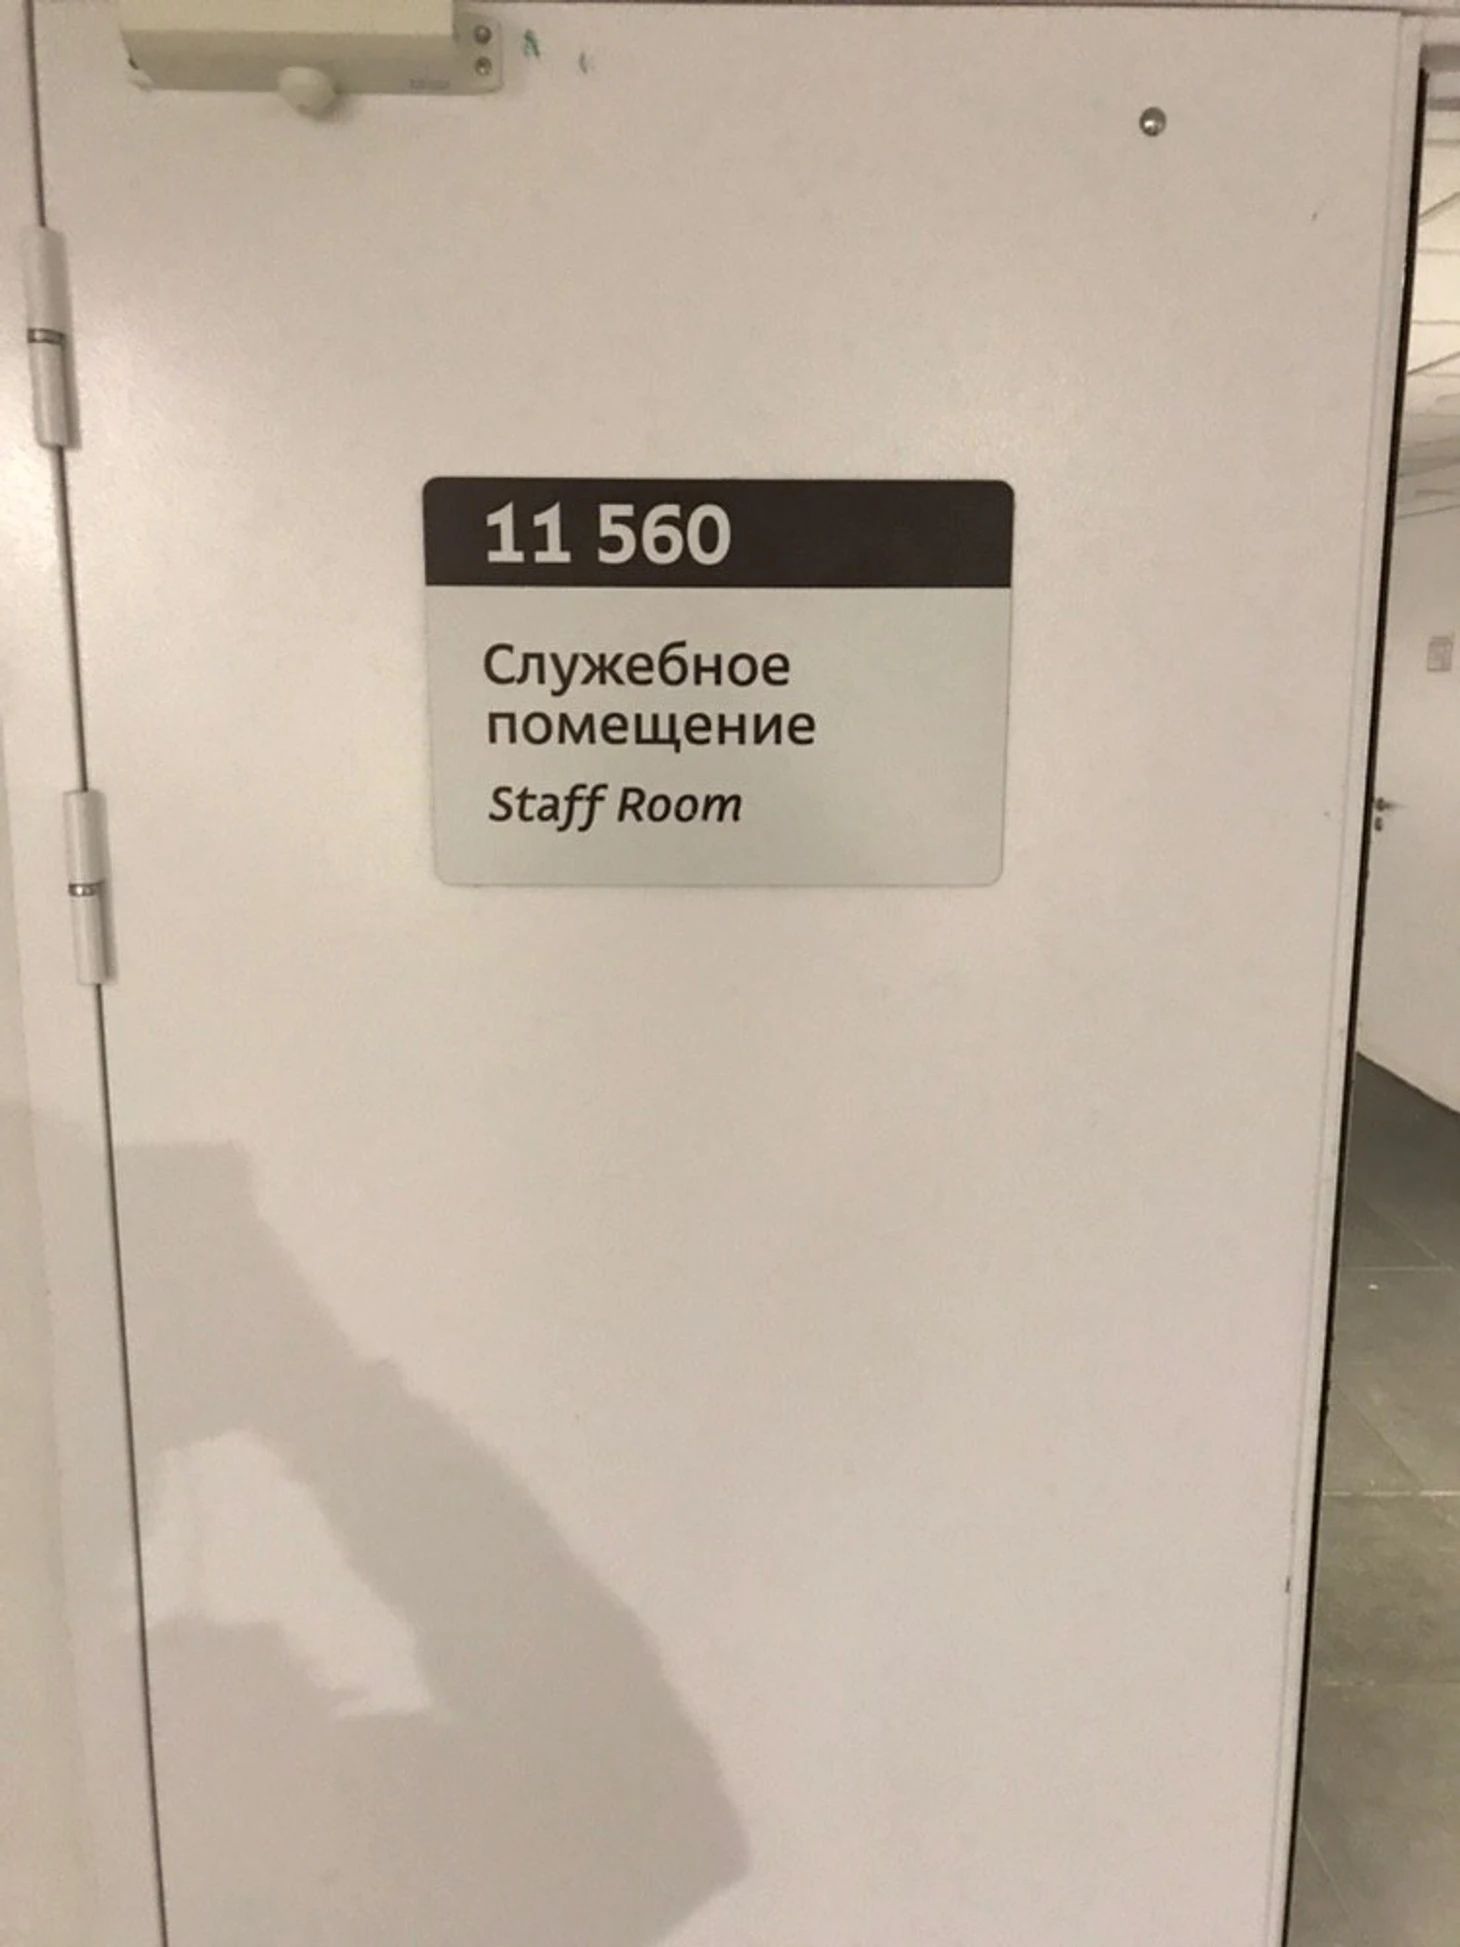 11 560
Служебное
помещение
Staff Room